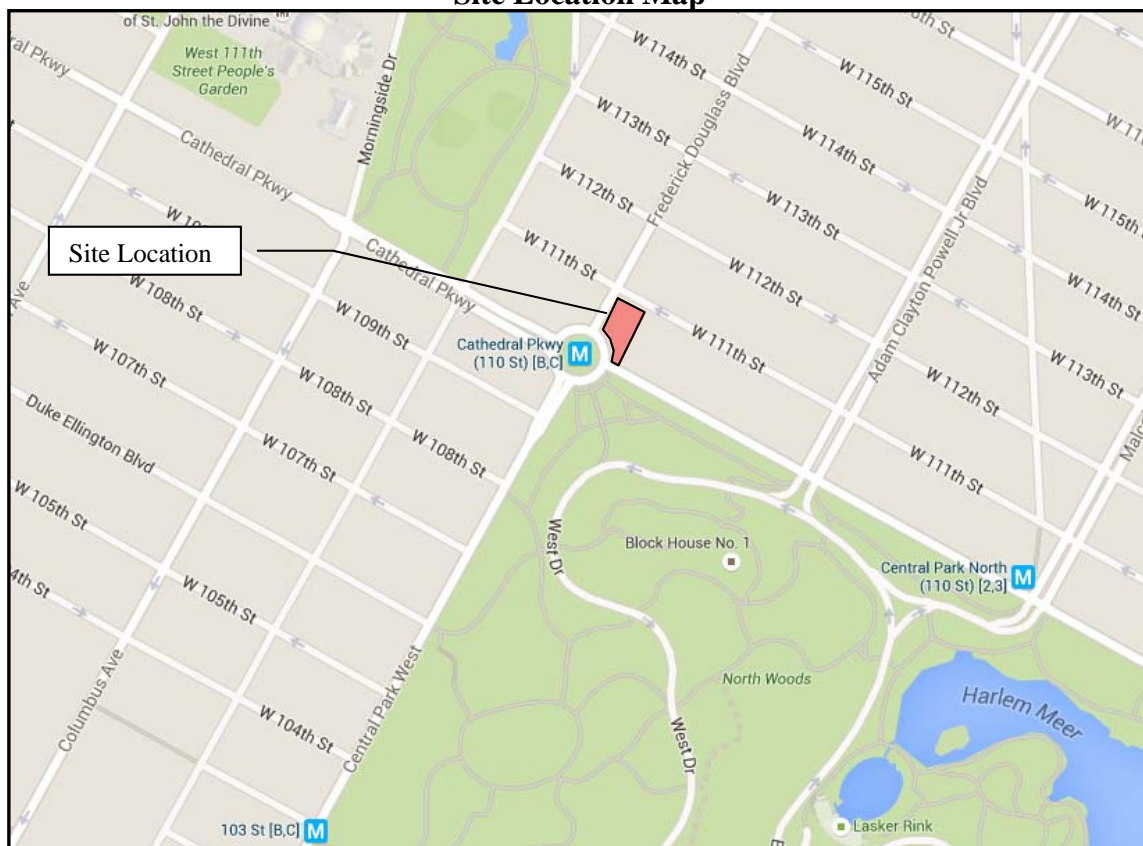 Site Location Map
of St. John the Divine
West 111th
Street People's
Garden
Cathedral Pkwy
Morningside Dr
W 114th St
W 115th St
Frederick Douglass Blvd
W 113th St
W 114th St
W 112th St
W 113th St
W 115th St
Adam Clayton Powell Jr Blvd
W 111th St
W 112th St
W 114th St
Site Location
Cathedral Pkwy
W 108th St
W 109th St
Cathedral Pkwy
(110 St) [B,C]
W 111th St
W 113th St
W 112th St
W 107th St
W 108th St
Duke Ellington Blvd
W 107th St
W 108th St
W 111th St
W 105th St
West Dr
Block House No. 1
Central Park North
(110 St) [2,3]
W 105th St
Columbus Ave
Central Park West
North Woods
W 104th St
West Dr
Harlem Meer
103 St [B,C]
Lasker Rink